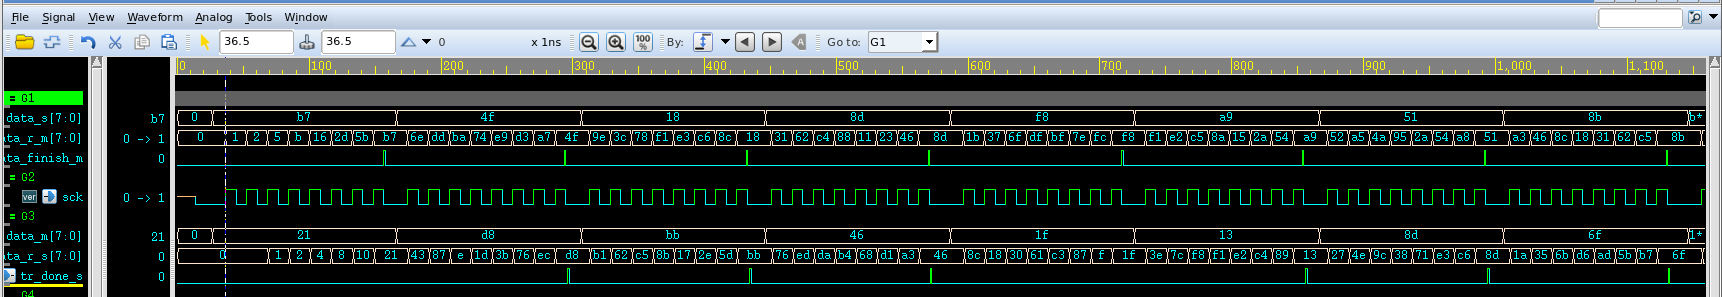 File Signal View Waveform Analog Tools Window
36.5 36.5 0 x 1ns 100 % By: Go to: G1
0 100 200 300 400 500 600 700 800 900 1,000 1,100
= G1
data_s[7:0] b7 0 b7 4f 18 8d f8 a9 51 8b b*
ta_r_m[7:0] 0 -> 1 0 1 2 5 b 16 2d 5b b7 6e dd ba 74 e9 d3 a7 4f 9e 3c 78 f1 e3 c6 8c 18 31 62 c4 88 11 23 46 8d 1b 37 6f df bf 7e fc f8 f1 e2 c5 8a 15 2a 54 a9 52 a5 4a 95 2a 54 a8 51 a3 46 8c 18 31 62 c5 8b
ta_finish_m 0
= G2
ver sck 0 -> 1
= G3
data_m[7:0] 21 0 21 d8 bb 46 1f 13 8d 6f 1*
ta_r_s[7:0] 0 0 1 2 4 8 10 21 43 87 e 1d 3b 76 ec d8 b1 62 c5 8b 17 2e 5d bb 76 ed da b4 68 d1 a3 46 8c 18 30 61 c3 87 f 1f 3e 7c f8 f1 e2 c4 89 13 27 4e 9c 38 71 e3 c6 8d 1a 35 6b d6 ad 5b b7 6f
tr_done_s 0
G4